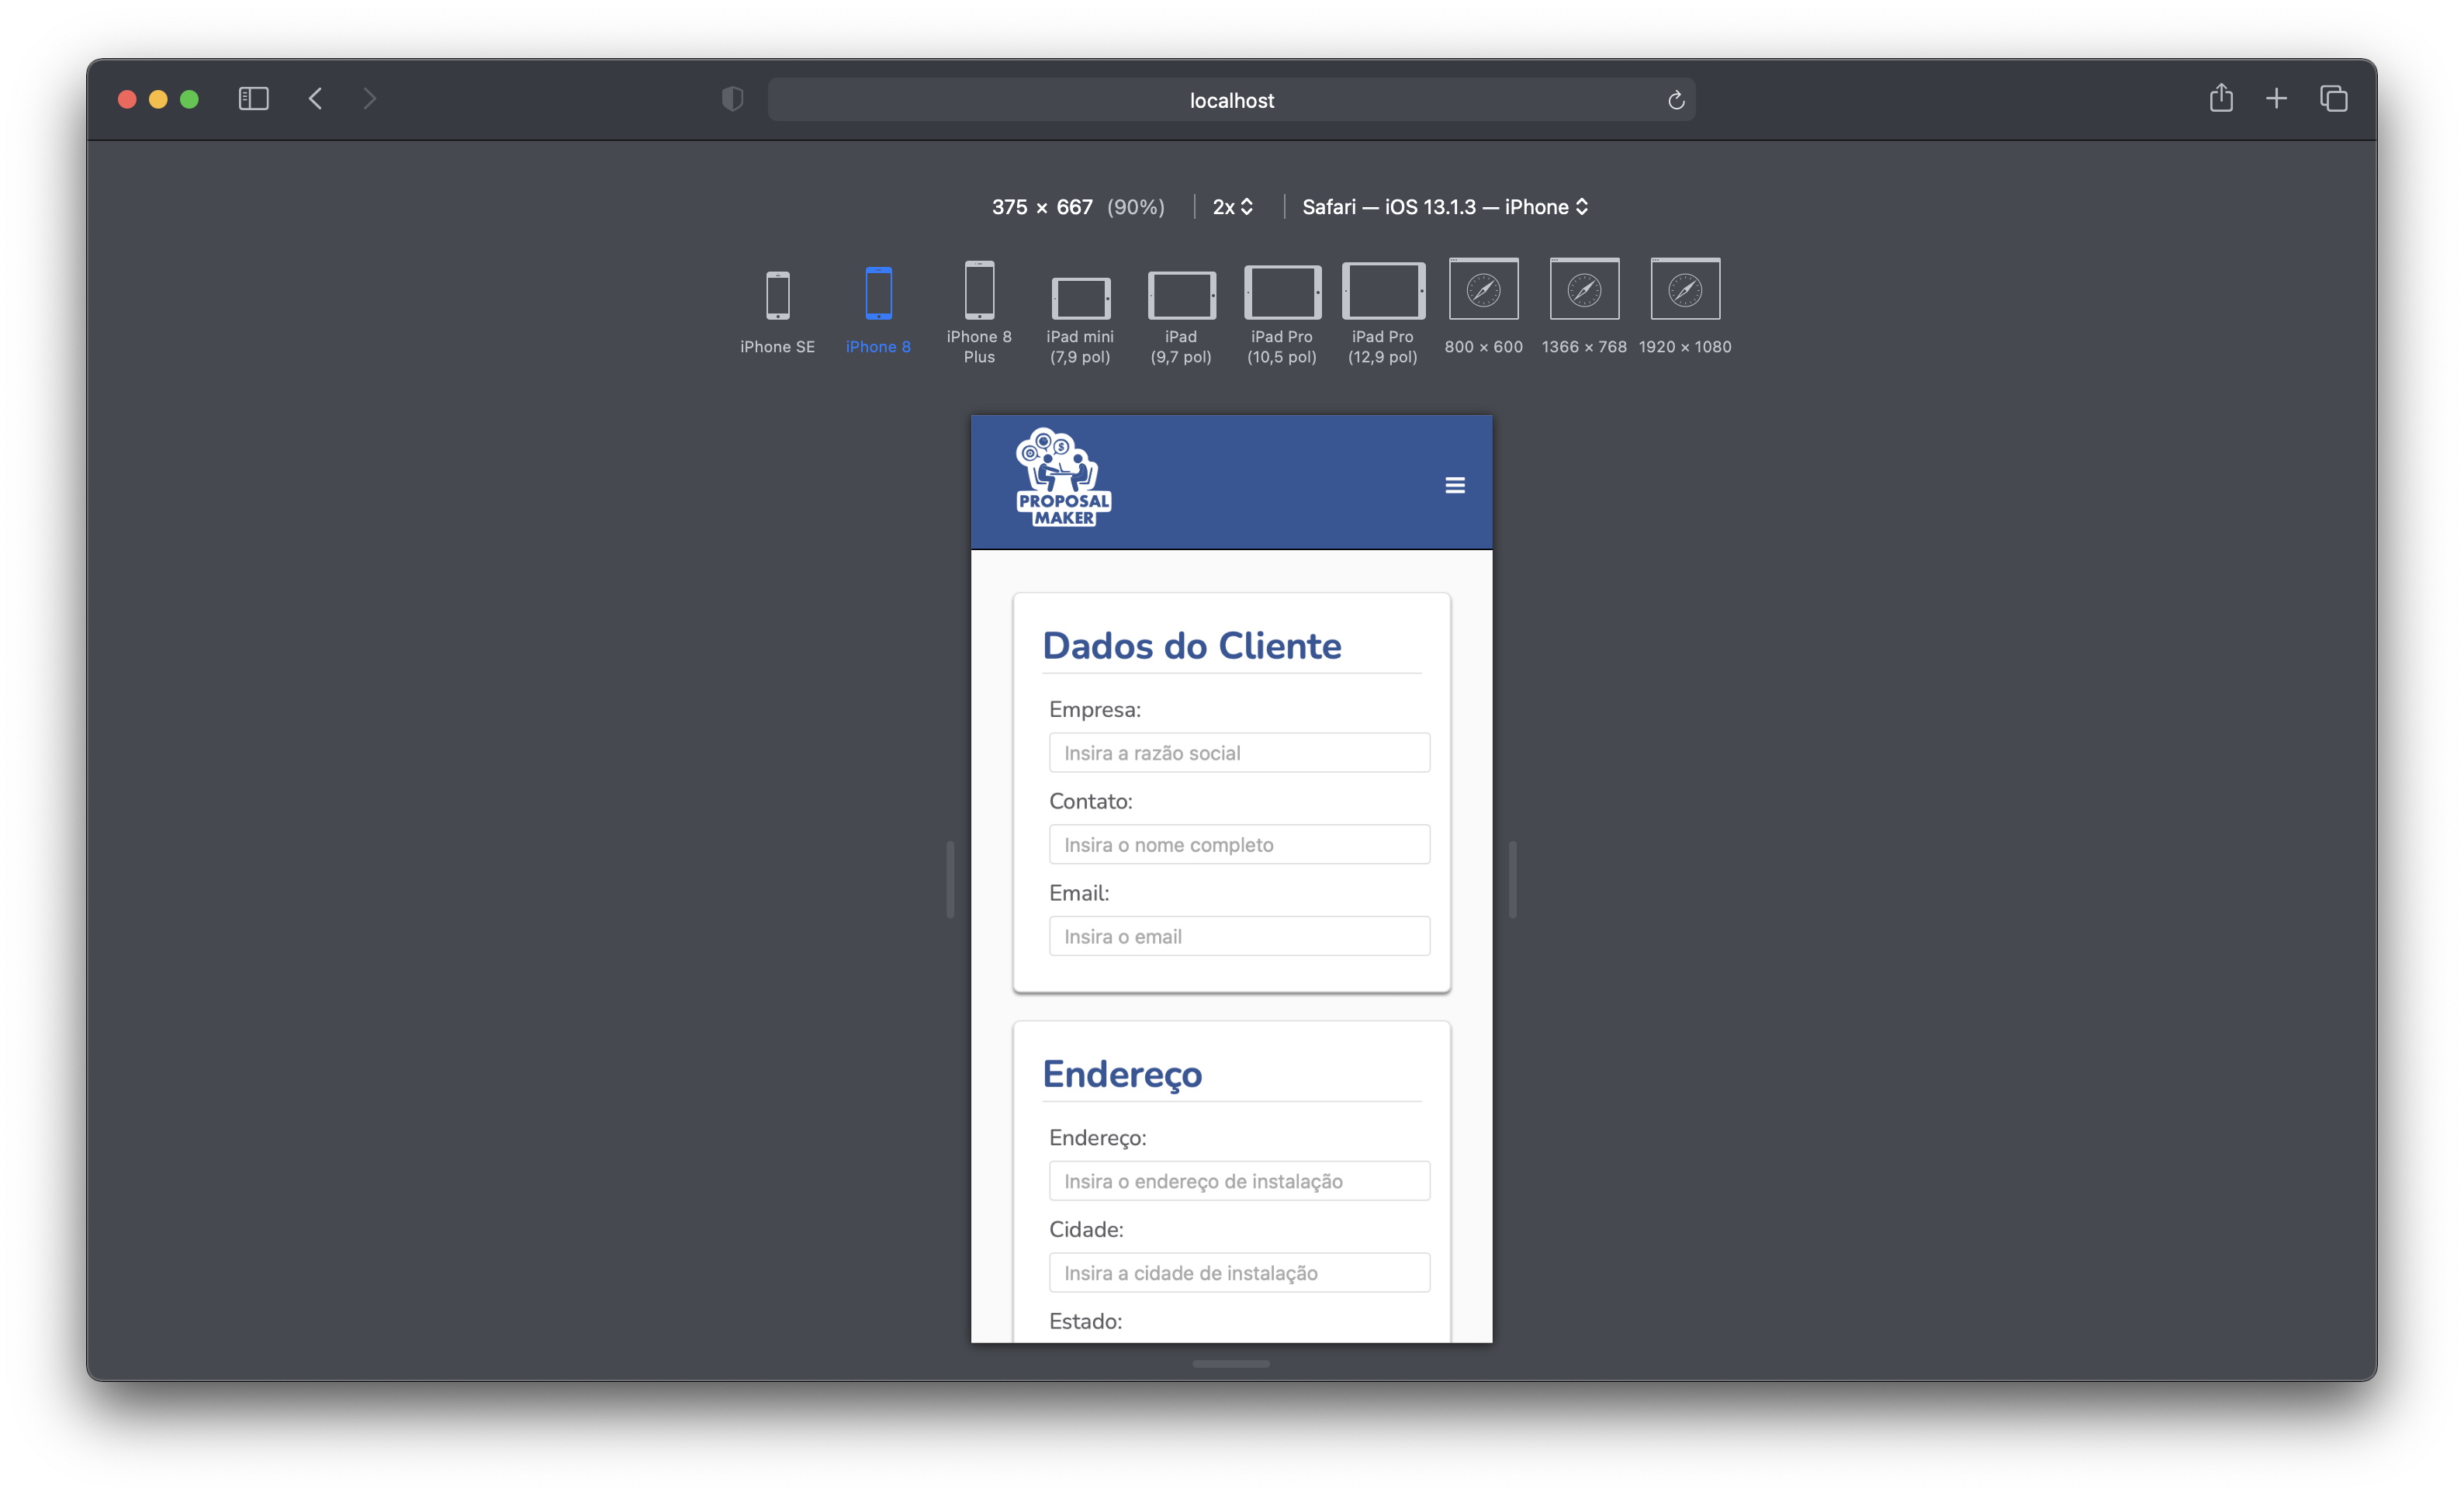 localhost
375 × 667 (90%) 2x Safari — iOS 13.1.3 — iPhone
iPhone SE
iPhone 8
iPhone 8
Plus
iPad mini
(7,9 pol)
iPad
(9,7 pol)
iPad Pro
(10,5 pol)
iPad Pro
(12,9 pol)
800 × 600
1366 × 768
1920 × 1080
$
PROPOSAL
MAKER
Dados do Cliente
Empresa:
Insira a razão social
Contato:
Insira o nome completo
Email:
Insira o email
Endereço
Endereço:
Insira o endereço de instalação
Cidade:
Insira a cidade de instalação
Estado: